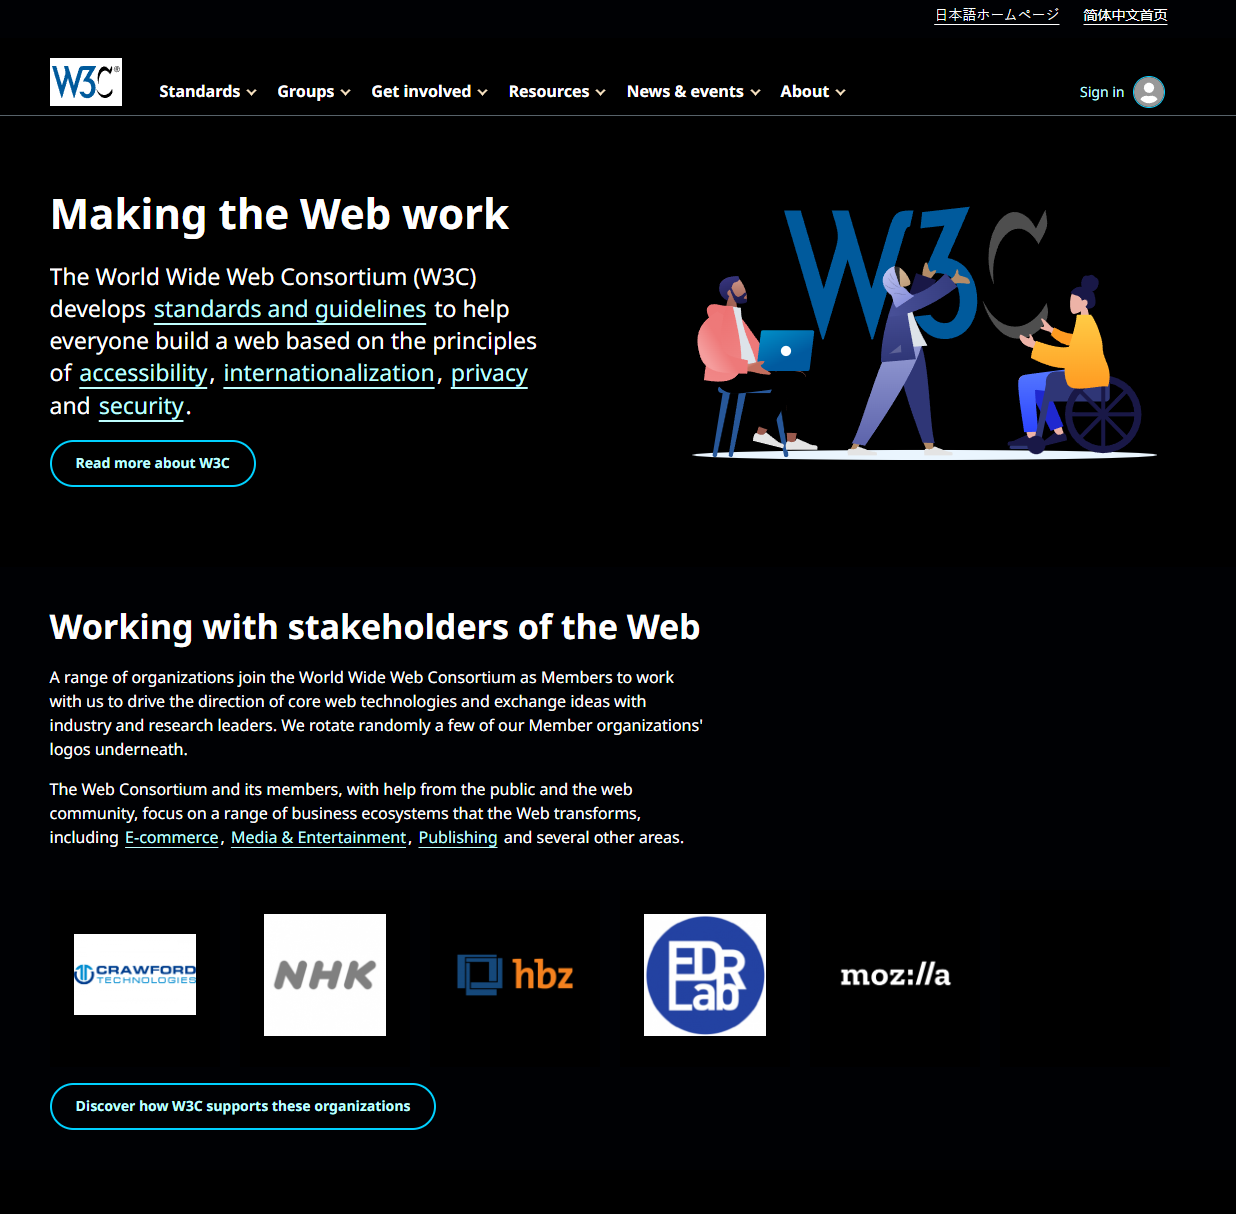 日本語ホームページ 简体中文首页
W3C®
Standards Groups Get involved Resources News & events About Sign in
W3C
Making the Web work
The World Wide Web Consortium (W3C)
develops standards and guidelines to help
everyone build a web based on the principles
of accessibility, internationalization, privacy
and security.
Read more about W3C
Working with stakeholders of the Web
A range of organizations join the World Wide Web Consortium as Members to work
with us to drive the direction of core web technologies and exchange ideas with
industry and research leaders. We rotate randomly a few of our Member organizations'
logos underneath.
The Web Consortium and its members, with help from the public and the web
community, focus on a range of business ecosystems that the Web transforms,
including E-commerce, Media & Entertainment, Publishing and several other areas.
CRAWFORD
TECHNOLOGIES
NHK
hbz
EDR
Lab
moz://a
Discover how W3C supports these organizations